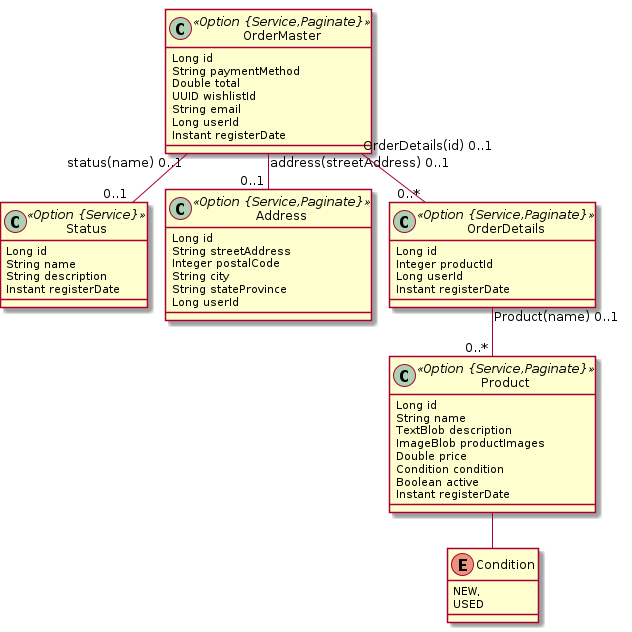 C «Option {Service,Paginate}»
OrderMaster
Long id
String paymentMethod
Double total
UUID wishlistId
String email
Long userId
Instant registerDate
OrderDetails(id) 0..1
status(name) 0..1
address(streetAddress) 0..1
0..1
0..1
0..*
C «Option {Service}»
Status
Long id
String name
String description
Instant registerDate
C «Option {Service,Paginate}»
Address
Long id
String streetAddress
Integer postalCode
String city
String stateProvince
Long userId
C «Option {Service,Paginate}»
OrderDetails
Long id
Integer productId
Long userId
Instant registerDate
Product(name) 0..1
0..*
C «Option {Service,Paginate}»
Product
Long id
String name
TextBlob description
ImageBlob productImages
Double price
Condition condition
Boolean active
Instant registerDate
E Condition
NEW,
USED